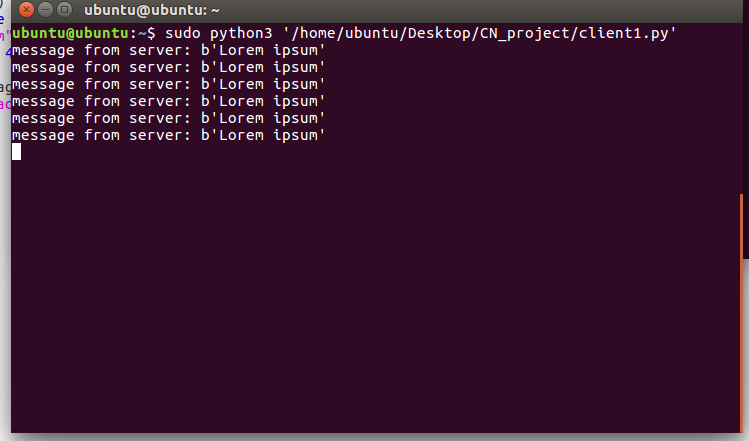 ubuntu@ubuntu: ~
ubuntu@ubuntu:~$ sudo python3 '/home/ubuntu/Desktop/CN_project/client1.py'
message from server: b'Lorem ipsum'
message from server: b'Lorem ipsum'
message from server: b'Lorem ipsum'
message from server: b'Lorem ipsum'
message from server: b'Lorem ipsum'
message from server: b'Lorem ipsum'